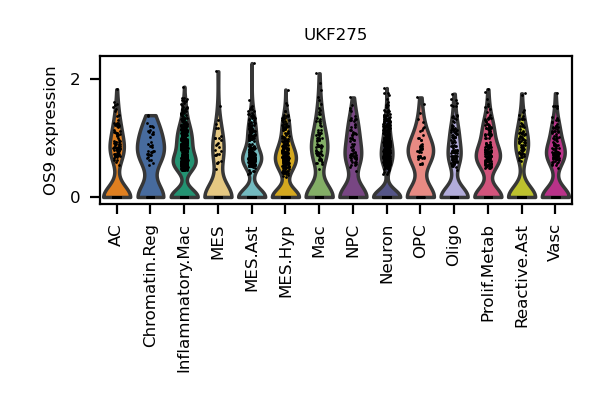 UKF275
OS9 expression
2
0
AC
Chromatin.Reg
Inflammatory.Mac
MES
MES.Ast
MES.Hyp
Mac
NPC
Neuron
OPC
Oligo
Prolif.Metab
Reactive.Ast
Vasc